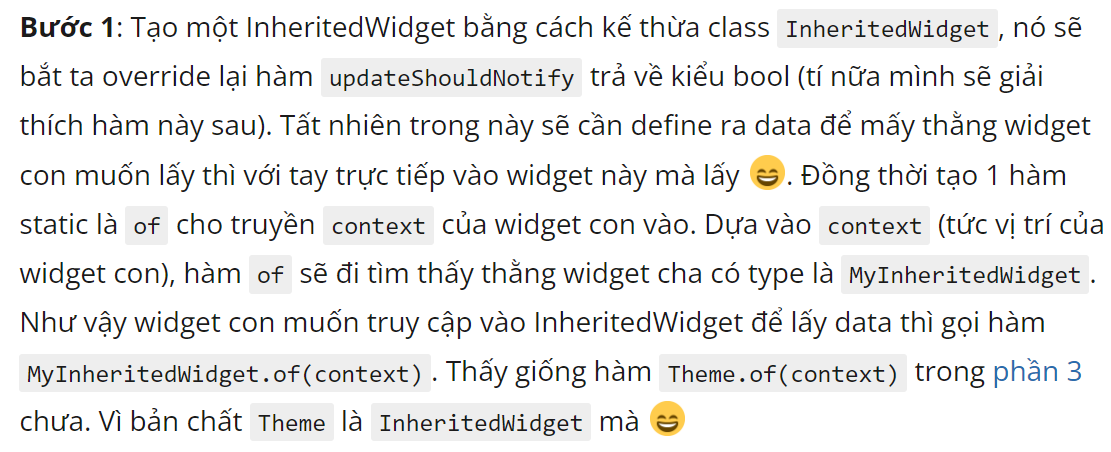 Bước 1: Tạo một InheritedWidget bằng cách kế thừa class InheritedWidget, nó sẽ
bắt ta override lại hàm updateShouldNotify trả về kiểu bool (tí nữa mình sẽ giải
thích hàm này sau). Tất nhiên trong này sẽ cần define ra data để mấy thằng widget
con muốn lấy thì với tay trực tiếp vào widget này mà lấy 😄. Đồng thời tạo 1 hàm
static là of cho truyền context của widget con vào. Dựa vào context (tức vị trí của
widget con), hàm of sẽ đi tìm thấy thằng widget cha có type là MyInheritedWidget.
Như vậy widget con muốn truy cập vào InheritedWidget để lấy data thì gọi hàm
MyInheritedWidget.of(context). Thấy giống hàm Theme.of(context) trong phần 3
chưa. Vì bản chất Theme là InheritedWidget mà 😄